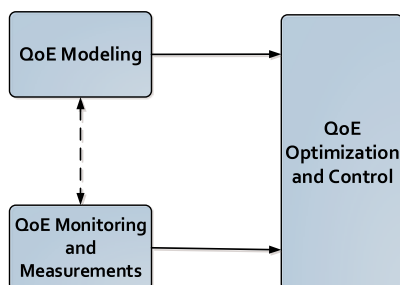 QoE Modeling
QoE
Optimization
and Control
QoE Monitoring
and
Measurements